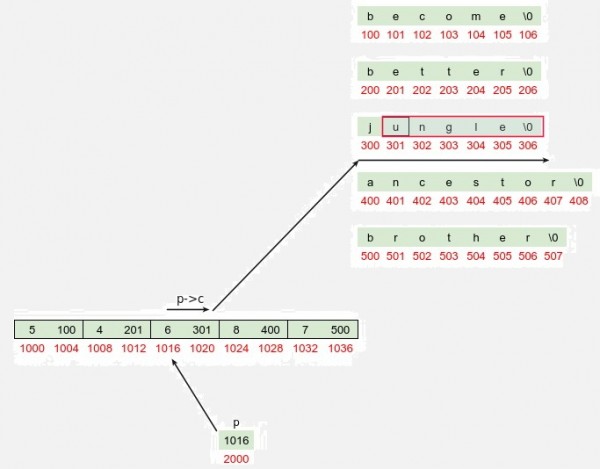 b e c o m e \0
100 101 102 103 104 105 106
b e t t e r \0
200 201 202 203 204 205 206
j u n g l e \0
300 301 302 303 304 305 306
a n c e s t o r \0
400 401 402 403 404 405 406 407 408
b r o t h e r \0
500 501 502 503 504 505 506 507
p->c
5 100 4 201 6 301 8 400 7 500
1000 1004 1008 1012 1016 1020 1024 1028 1032 1036
p
1016
2000